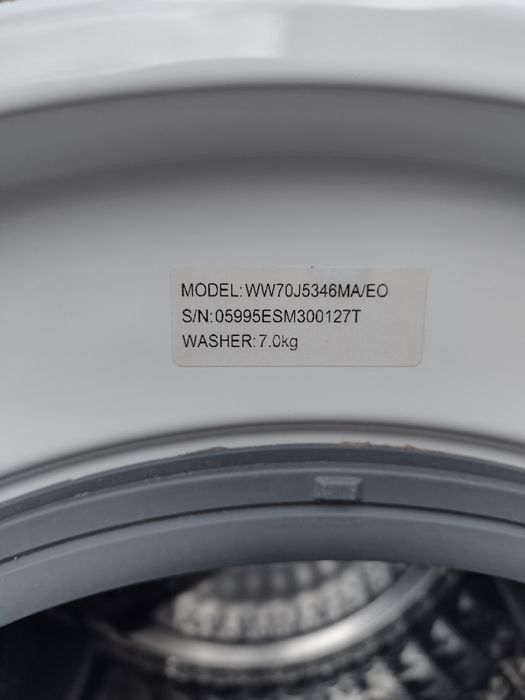 MODEL: WW70J5346MA/EO
S/N: 05995ESM300127T
WASHER: 7.0kg